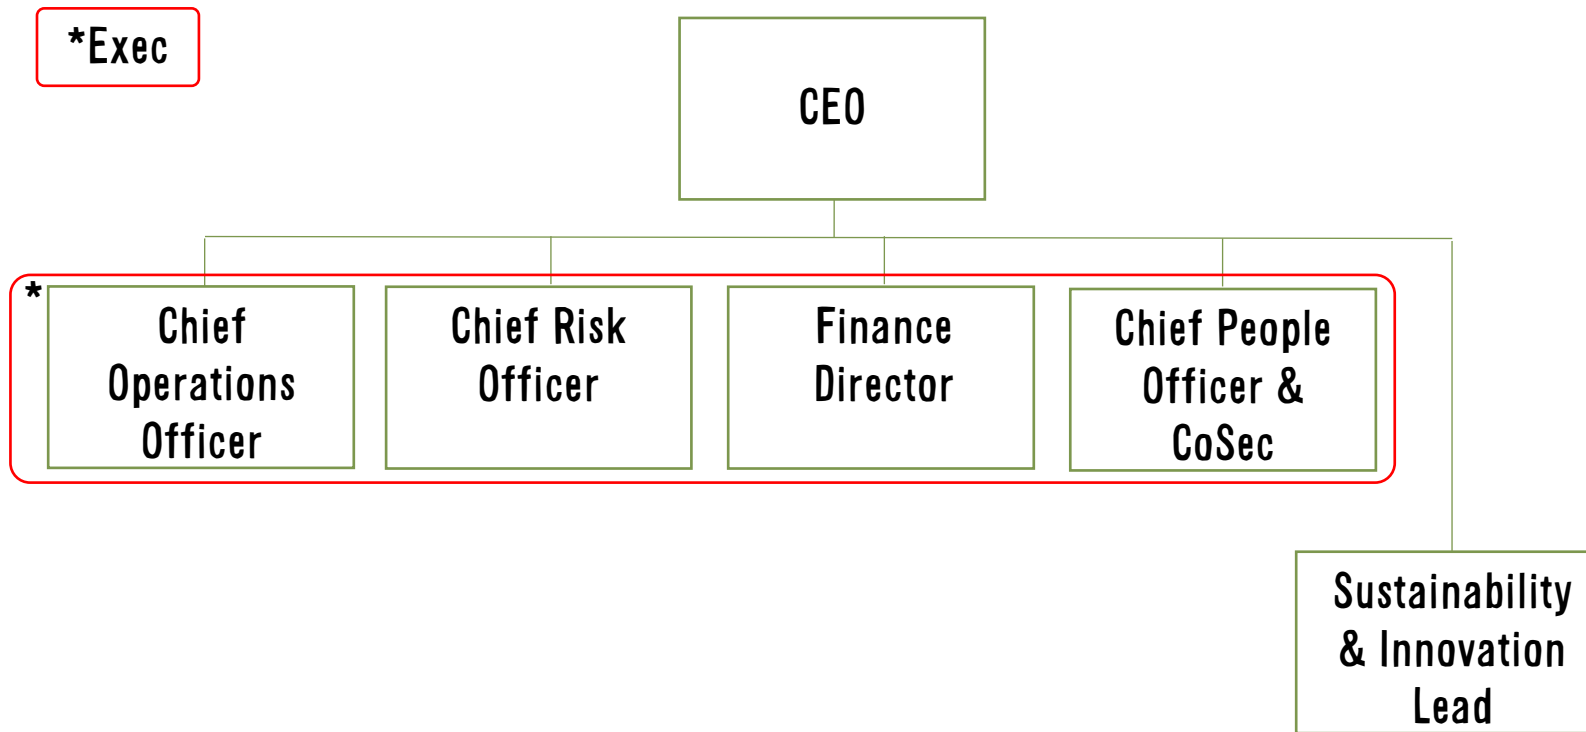 *Exec
CEO
*
Chief
Operations
Officer
Chief Risk
Officer
Finance
Director
Chief People
Officer &
CoSec
Sustainability
& Innovation
Lead